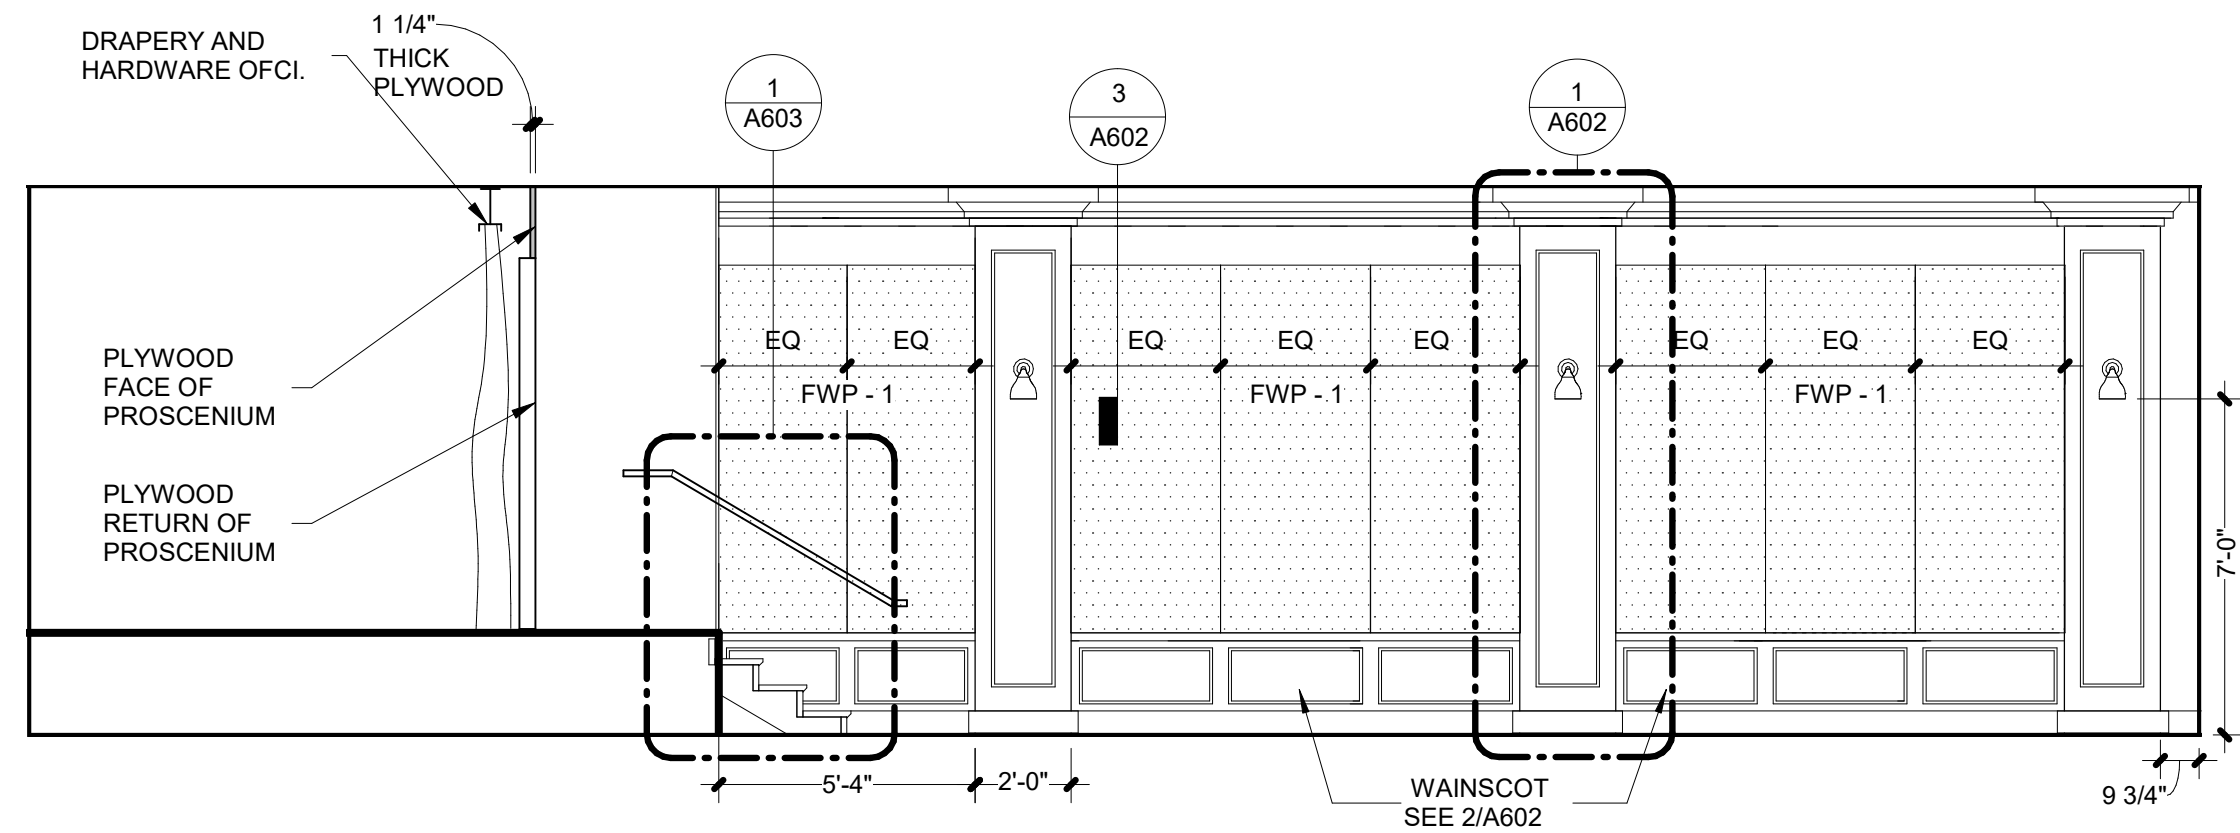 DRAPERY AND
HARDWARE OFCI.
1 1/4"
THICK
PLYWOOD
1
A603
3
A602
1
A602
PLYWOOD
FACE OF
PROSCENIUM
PLYWOOD
RETURN OF
PROSCENIUM
EQ EQ EQ EQ EQ EQ EQ EQ
FWP - 1 FWP - 1 FWP - 1
7'-0"
5'-4" 2'-0"
WAINSCOT
SEE 2/A602
9 3/4"